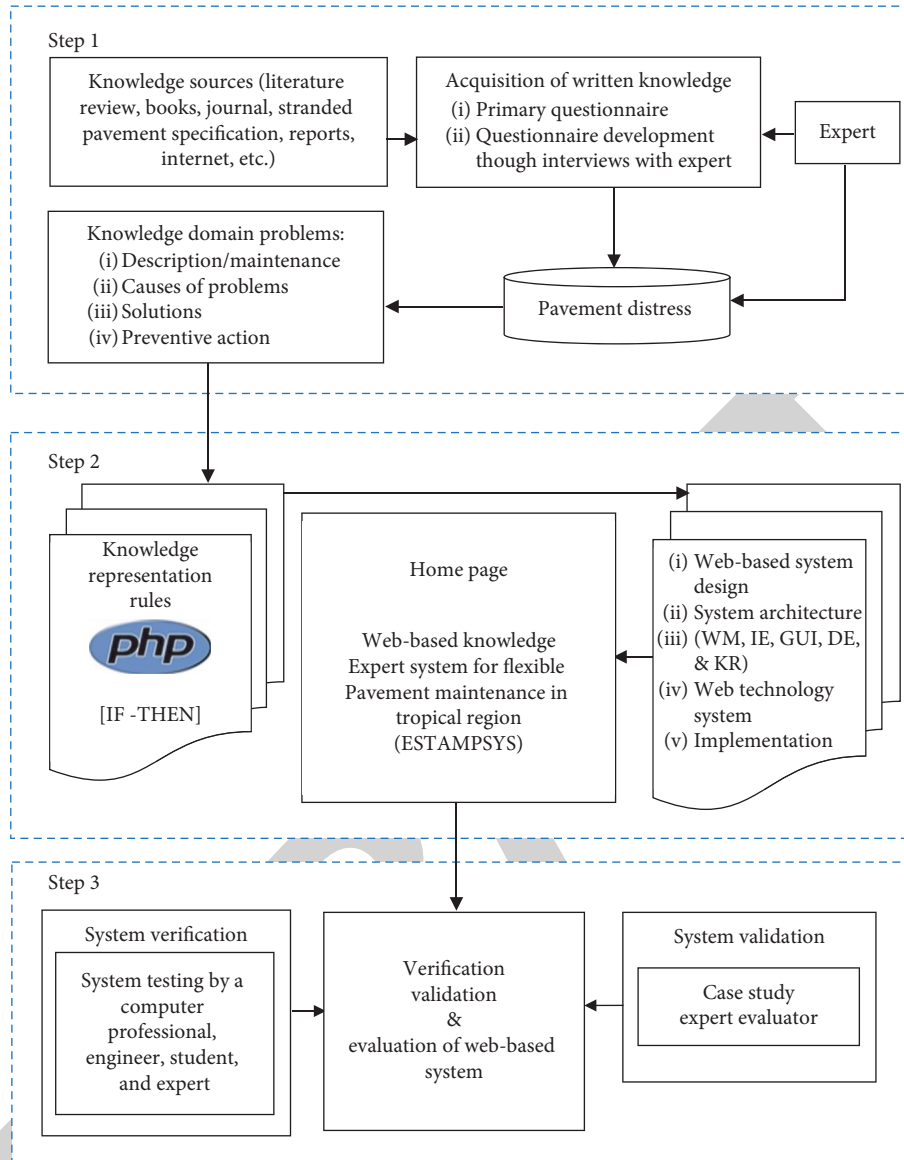 Step 1
Knowledge sources (literature
review, books, journal, stranded
pavement specification, reports,
internet, etc.)
Acquisition of written knowledge
(i) Primary questionnaire
(ii) Questionnaire development
though interviews with expert
Expert
Knowledge domain problems:
(i) Description/maintenance
(ii) Causes of problems
(iii) Solutions
(iv) Preventive action
Pavement distress
Step 2
Knowledge
representation
rules
php
[IF -THEN]
Home page
Web-based knowledge
Expert system for flexible
Pavement maintenance in
tropical region
(ESTAMPSYS)
(i) Web-based system
design
(ii) System architecture
(iii) (WM, IE, GUI, DE,
& KR)
(iv) Web technology
system
(v) Implementation
Step 3
System verification
System testing by a
computer
professional,
engineer, student,
and expert
Verification
validation
&
evaluation of web-based
system
System validation
Case study
expert evaluator